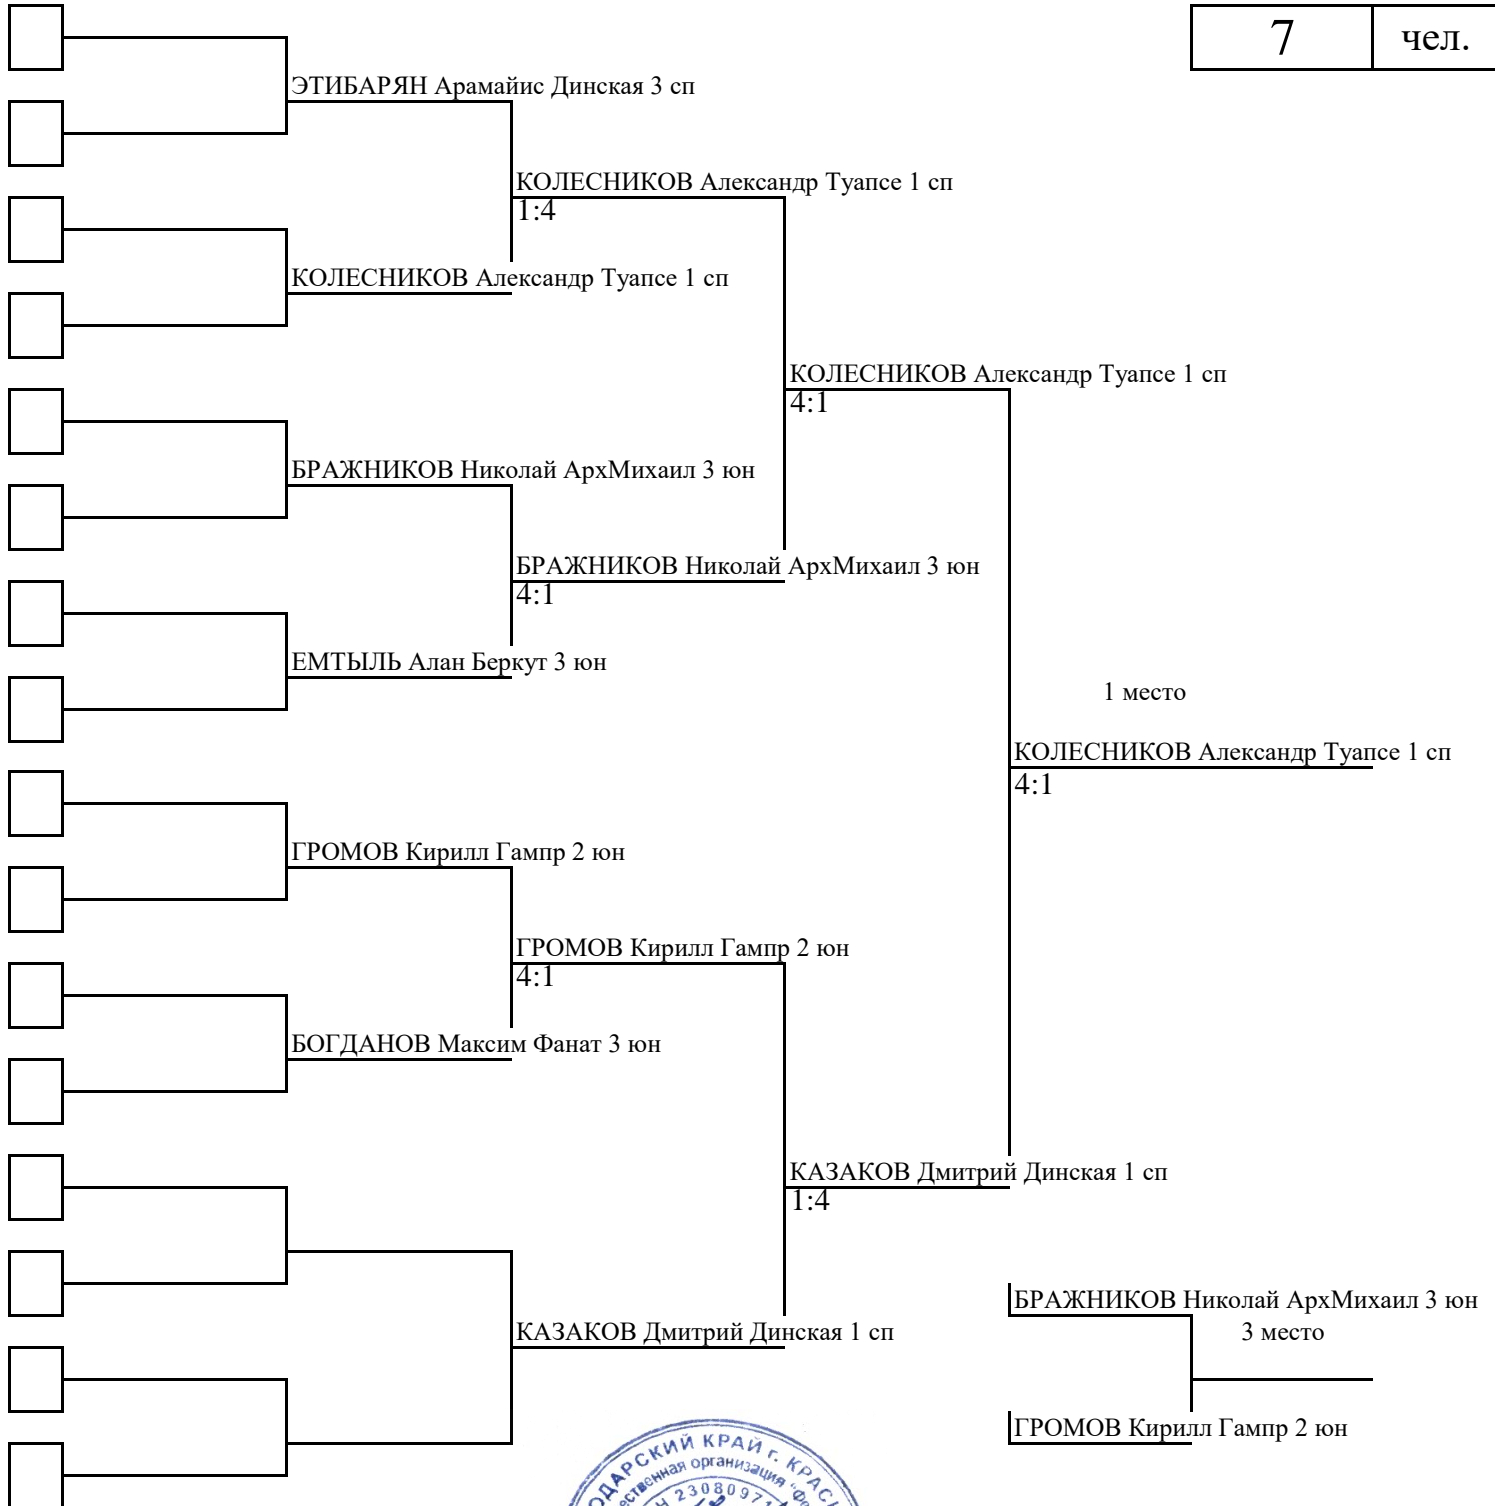 7 чел.
ЭТИБАРЯН Арамайис Динская 3 сп
КОЛЕСНИКОВ Александр Туапсе 1 сп
1:4
КОЛЕСНИКОВ Александр Туапсе 1 сп
КОЛЕСНИКОВ Александр Туапсе 1 сп
4:1
БРАЖНИКОВ Николай АрхМихаил 3 юн
БРАЖНИКОВ Николай АрхМихаил 3 юн
4:1
ЕМТЫЛЬ Алан Беркут 3 юн
1 место
КОЛЕСНИКОВ Александр Туапсе 1 сп
4:1
ГРОМОВ Кирилл Гампр 2 юн
ГРОМОВ Кирилл Гампр 2 юн
4:1
БОГДАНОВ Максим Фанат 3 юн
КАЗАКОВ Дмитрий Динская 1 сп
1:4
БРАЖНИКОВ Николай АрхМихаил 3 юн
КАЗАКОВ Дмитрий Динская 1 сп
3 место
ГРОМОВ Кирилл Гампр 2 юн
КРАЙ г.
организация